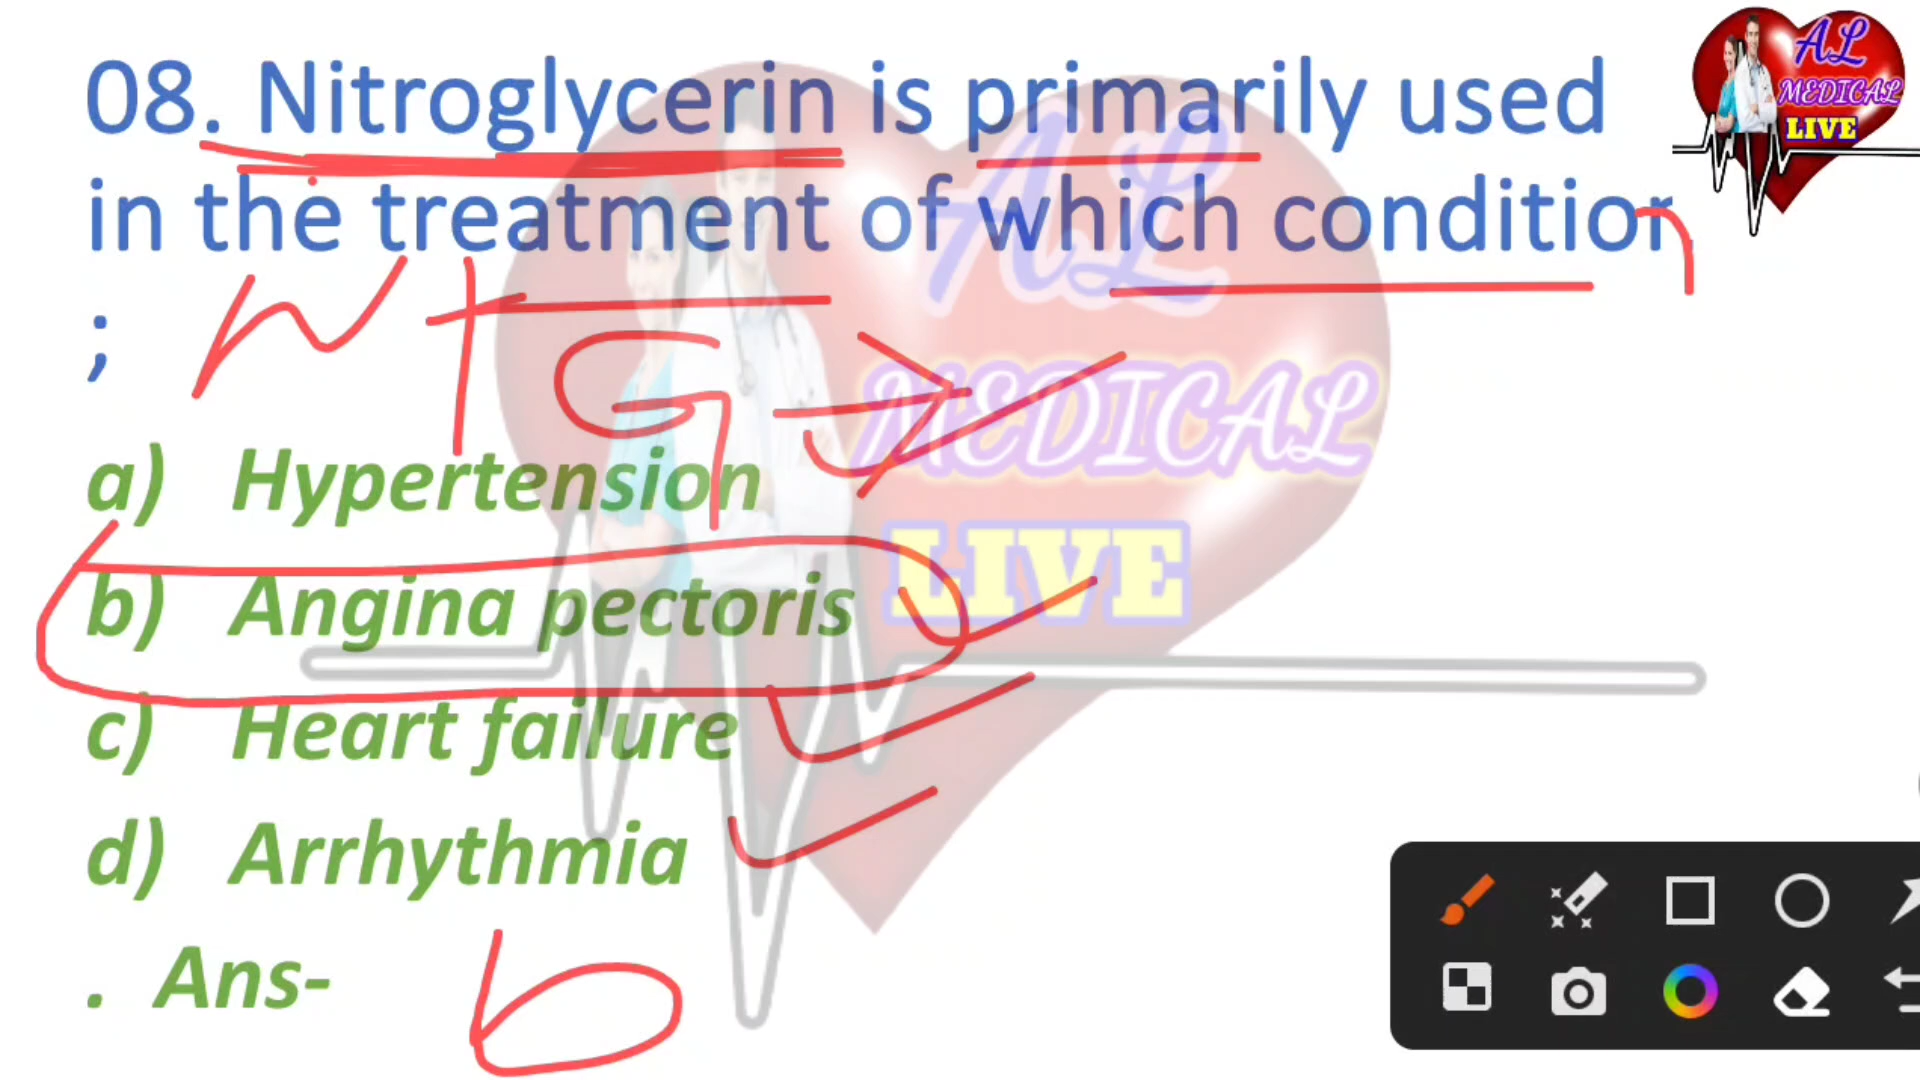 08. Nitroglycerin is primarily used
in the treatment of which condition
;
NTG
a) Hypertension
b) Angina pectoris
c) Heart failure
d) Arrhythmia
. Ans- b
AL
MEDICAL
LIVE
AL
MEDICAL
LIVE